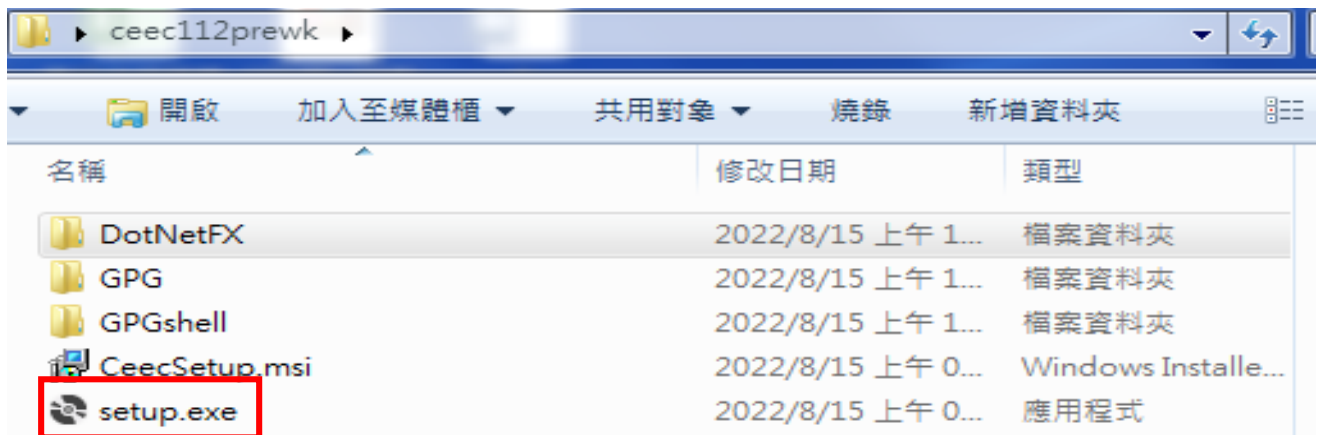 ceec112prewk
開啟 加入至媒體櫃 共用對象 燒錄 新增資料夾
名稱 修改日期 類型
DotNetFX 2022/8/15 上午 1... 檔案資料夾
GPG 2022/8/15 上午 1... 檔案資料夾
GPGshell 2022/8/15 上午 1... 檔案資料夾
CeecSetup.msi 2022/8/15 上午 0... Windows Installe...
setup.exe 2022/8/15 上午 0... 應用程式